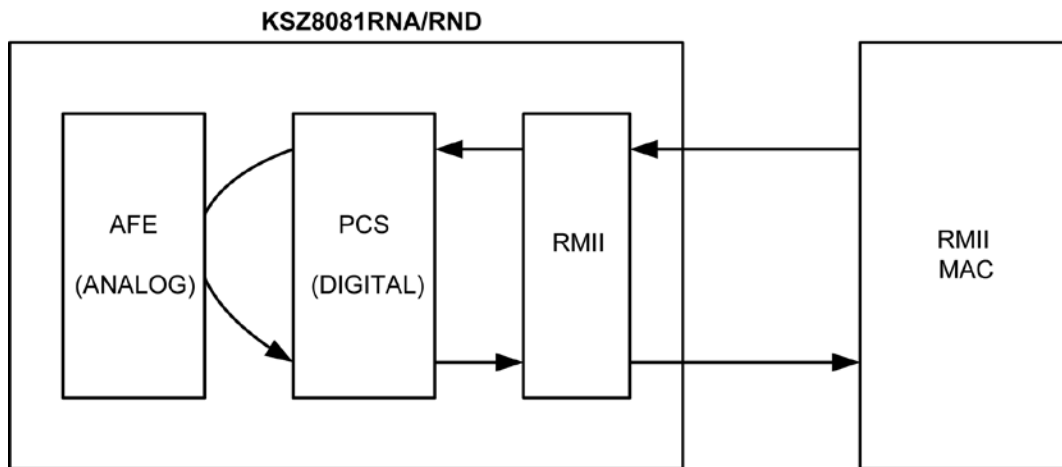 KSZ8081RNA/RND
AFE
(ANALOG)
PCS
(DIGITAL)
RMII
RMII
MAC